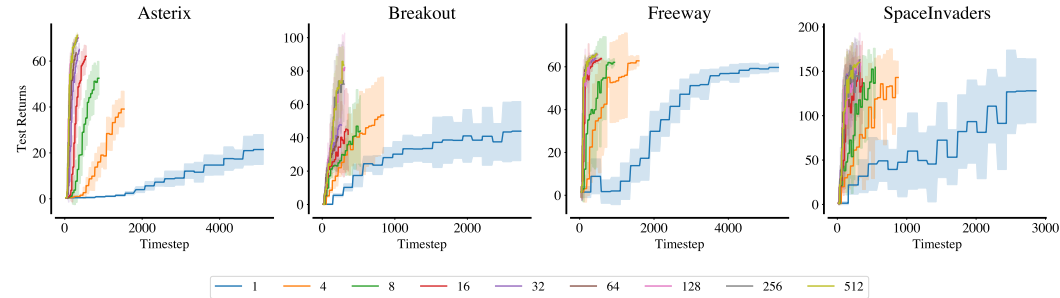 Asterix Breakout Freeway SpaceInvaders
Test Returns
60
40
20
0
0 2000 4000
Timestep
100
80
60
40
20
0
0 1000 2000
Timestep
60
40
20
0
0 2000 4000
Timestep
200
150
100
50
0
0 1000 2000 3000
Timestep
1 4 8 16 32 64 128 256 512